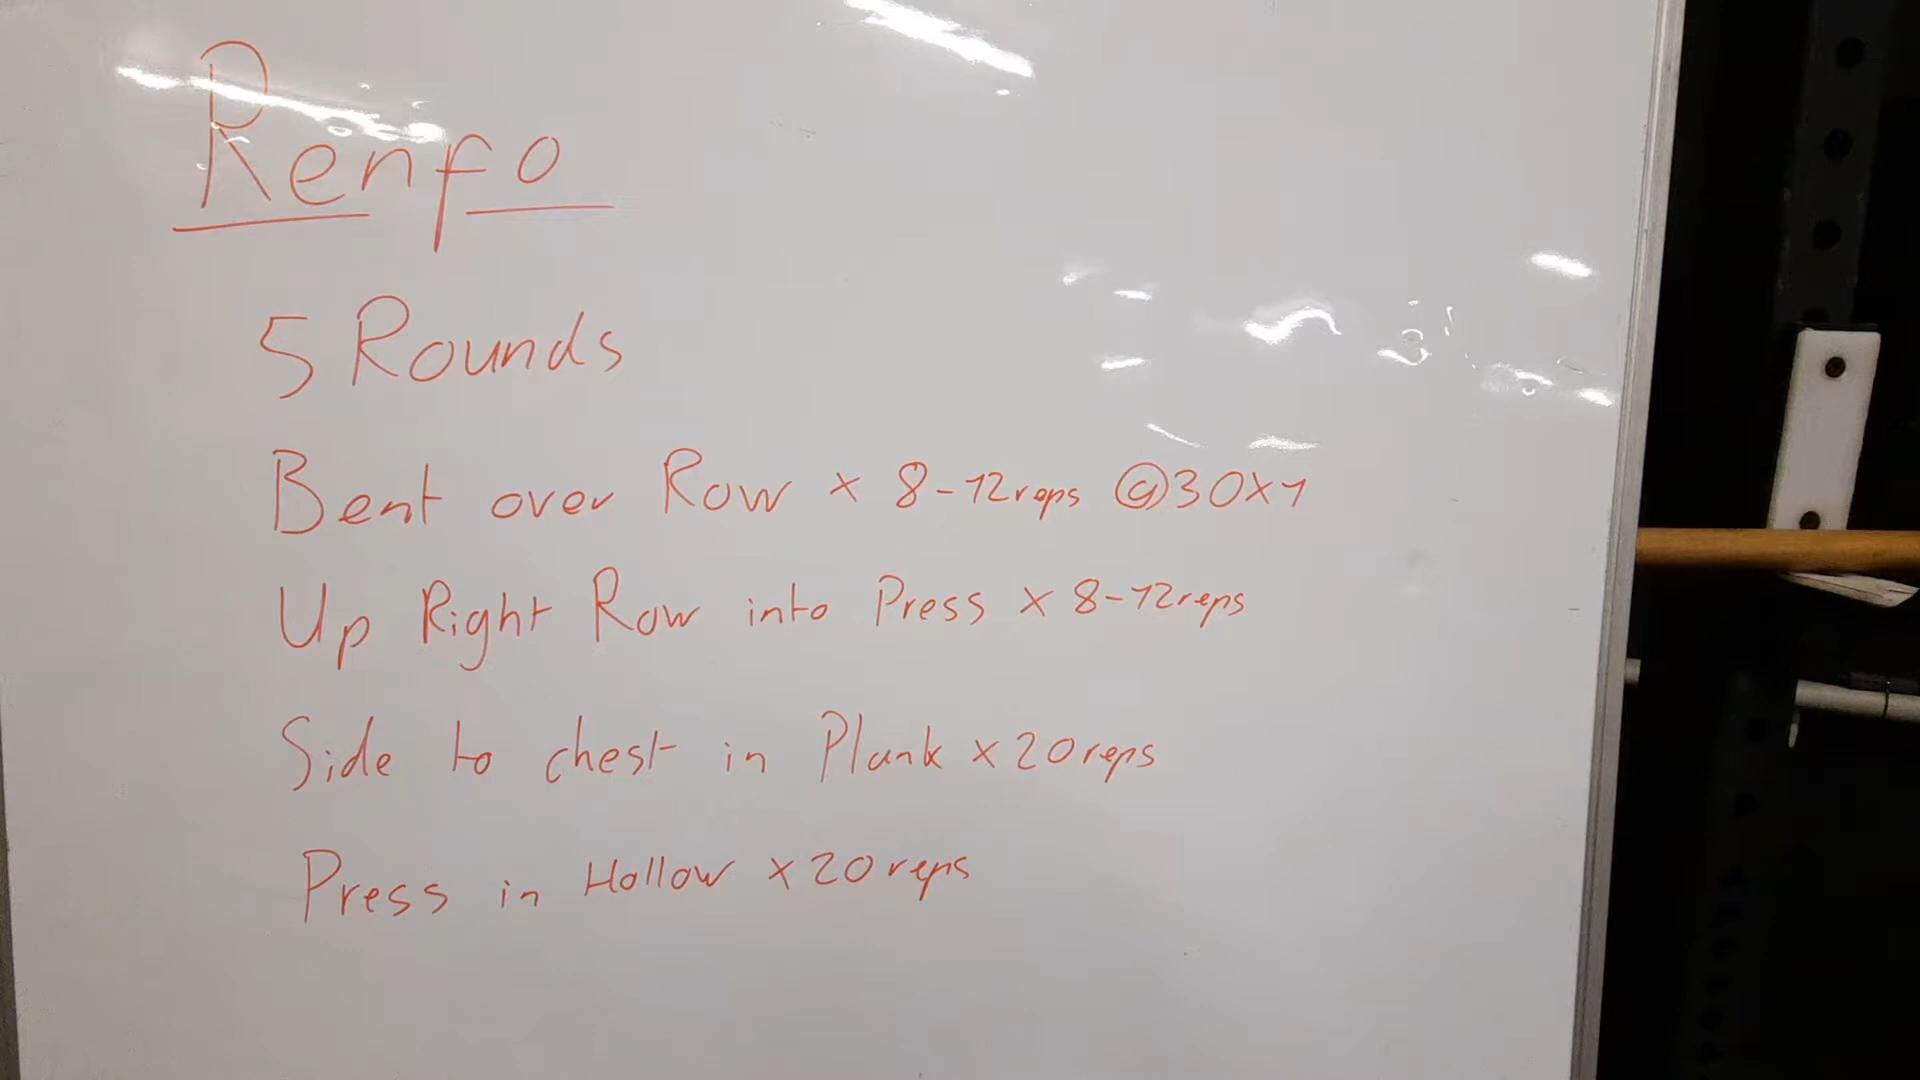 Renfo
5 Rounds
Bent over Row x 8-12reps @30X1
Up Right Row into Press x 8-12reps
Side to chest in Plank x 20reps
Press in Hollow x 20reps